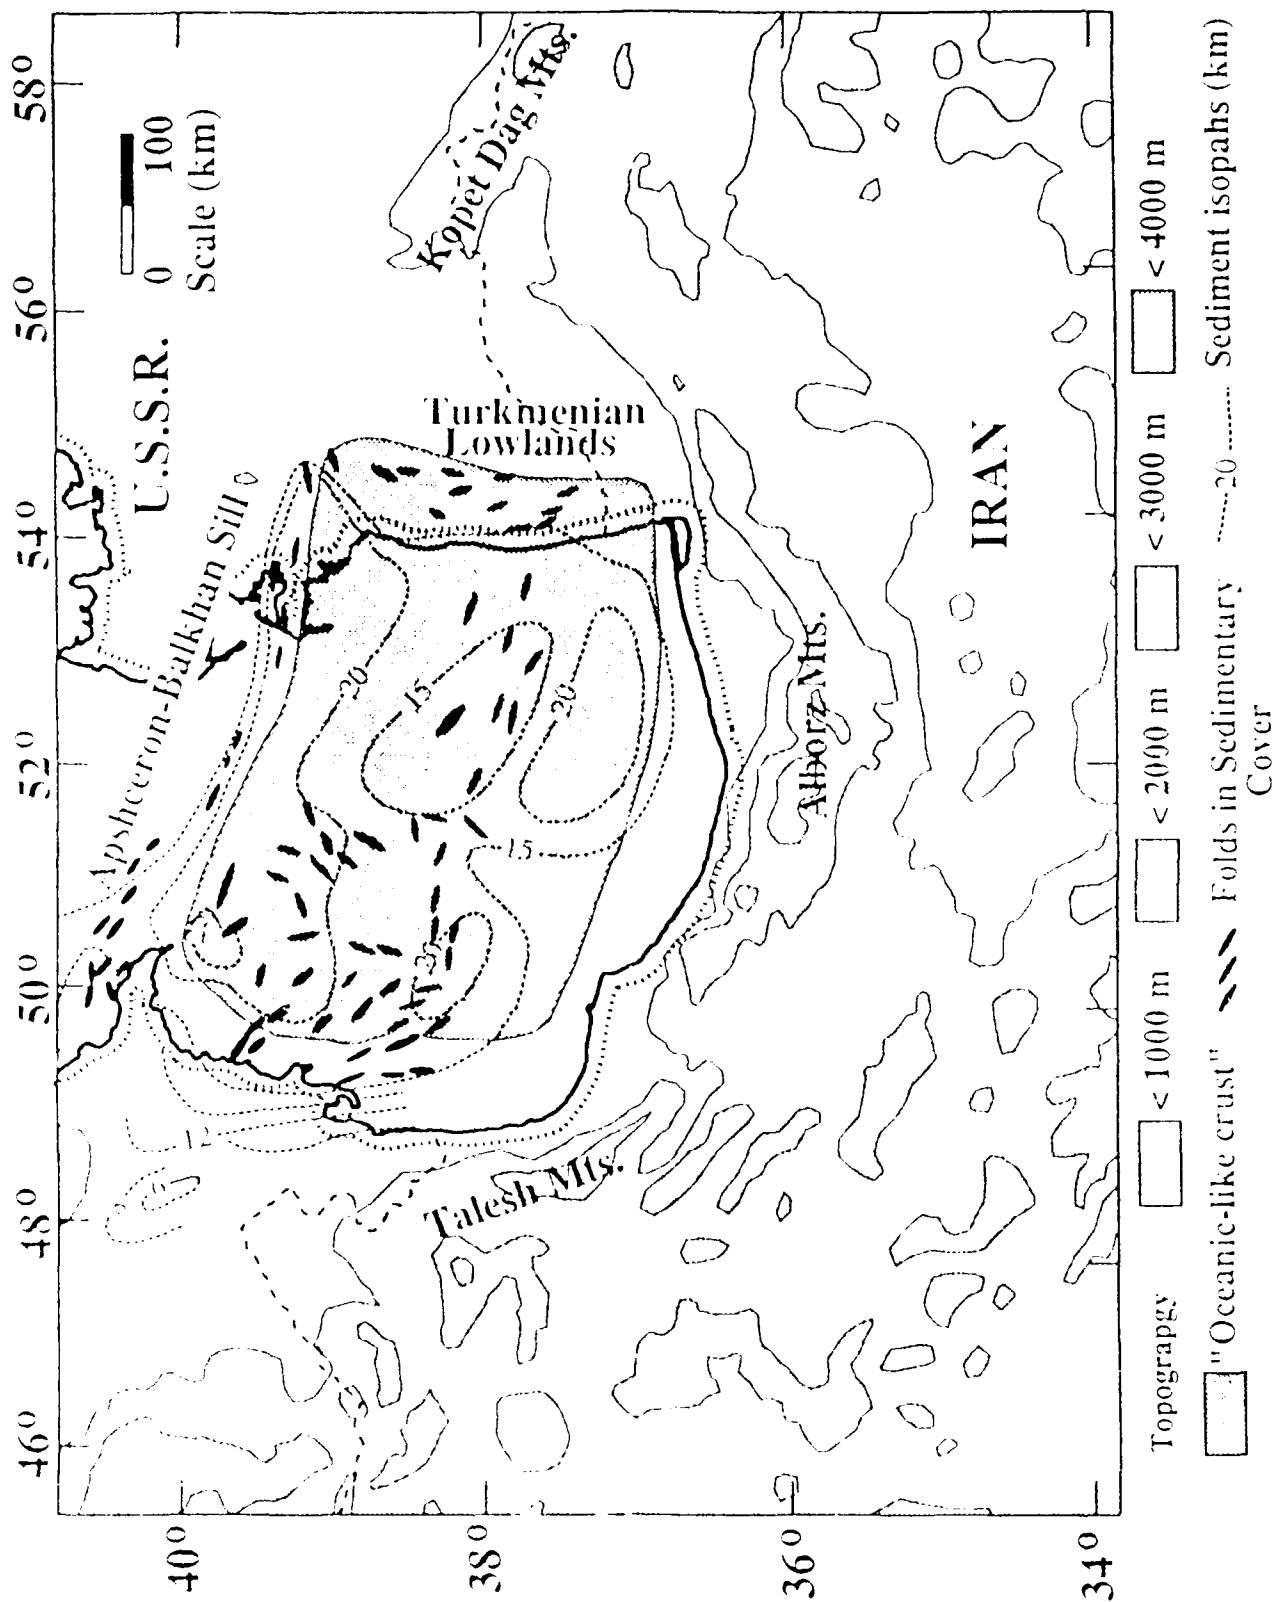 46° 48° 50° 52° 54° 56° 58°
40°
38°
36°
34°
U.S.S.R.
0 100
Scale (km)
Apsheeron-Balkhan Sill
Kopet Dag Mts.
Turkmenian
Lowlands
Talesh Mts.
Alborz Mts.
IRAN
20
15
20
15
12
Topograpgy
< 1000 m
< 2000 m
< 3000 m
< 4000 m
"Oceanic-like crust"
Folds in Sedimentary
Cover
20
Sediment isopahs (km)